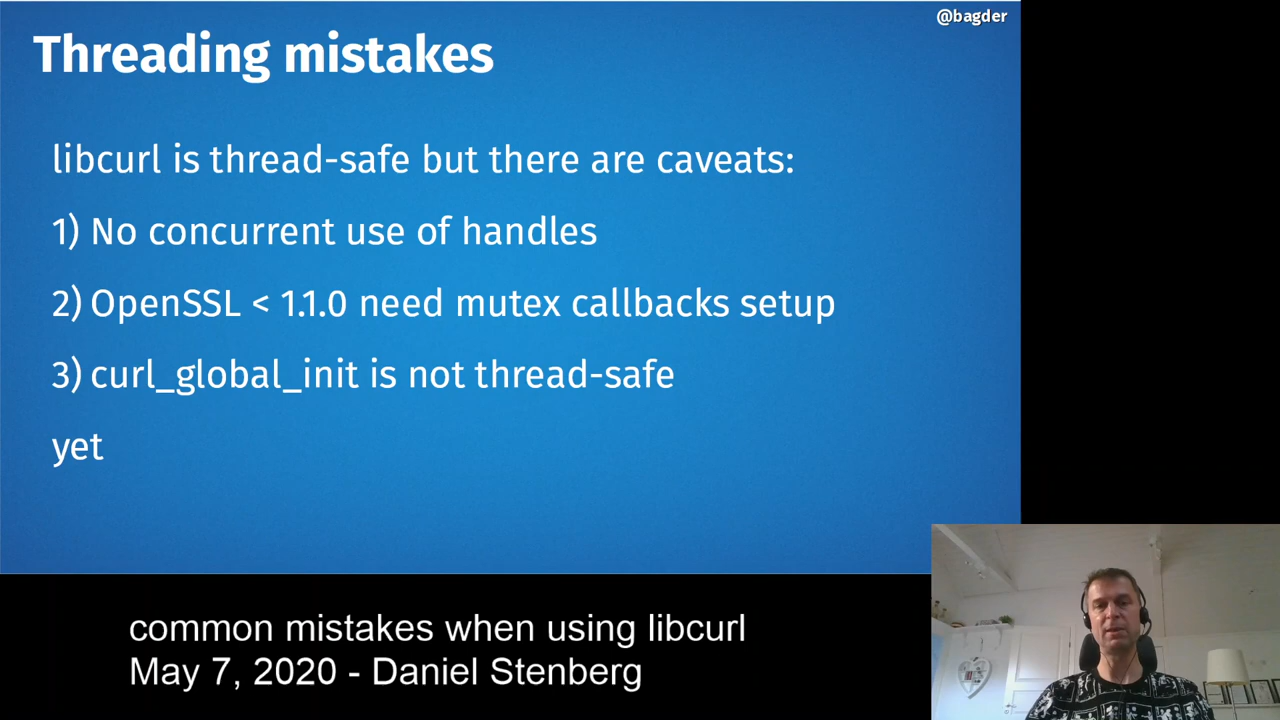 @bagder
Threading mistakes
libcurl is thread-safe but there are caveats:
1) No concurrent use of handles
2) OpenSSL < 1.1.0 need mutex callbacks setup
3) curl_global_init is not thread-safe
yet
common mistakes when using libcurl
May 7, 2020 - Daniel Stenberg